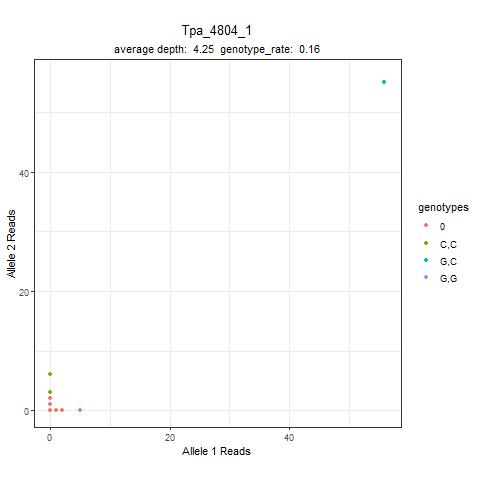 Tpa_4804_1
average depth: 4.25 genotype_rate: 0.16
40
20
0
0
20
40
Allele 2 Reads
Allele 1 Reads
genotypes
0
C,C
G,C
G,G